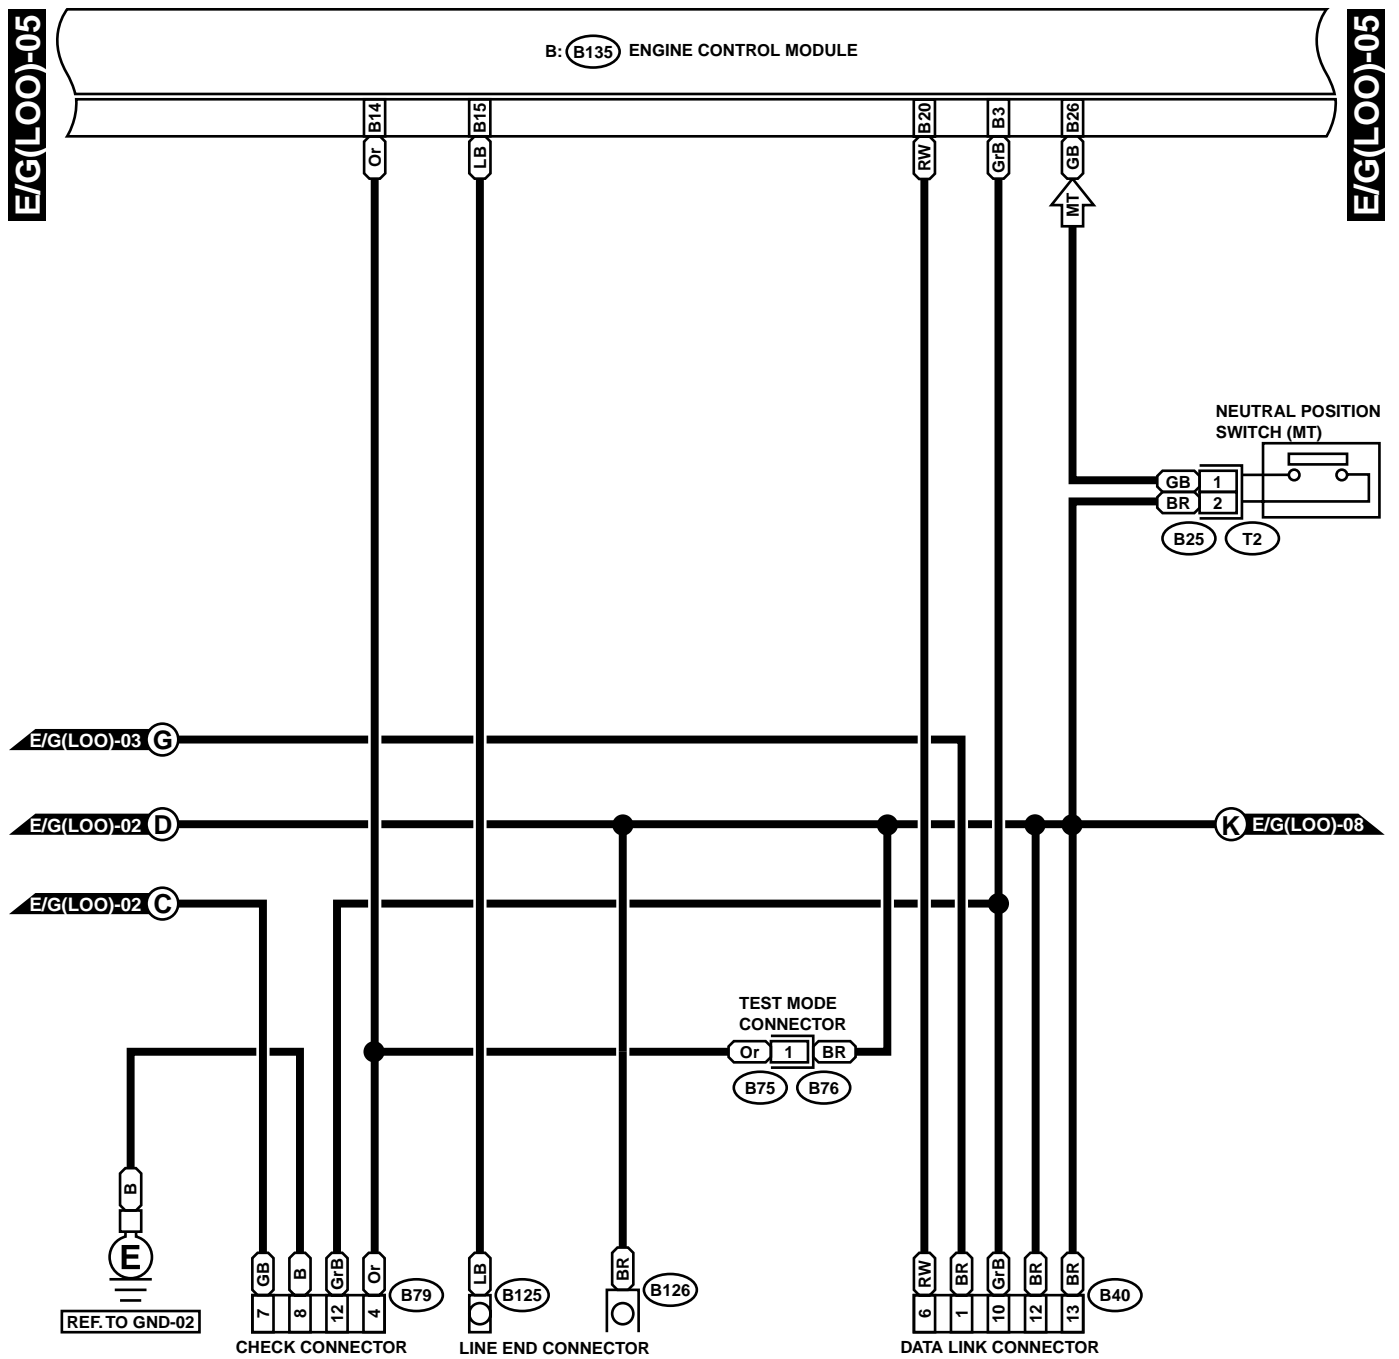 E/G(LOO)-05
E/G(LOO)-05
B: B135 ENGINE CONTROL MODULE
B14
B15
B20
B3
B26
Or
LB
RW
GrB
GB
MT
NEUTRAL POSITION
SWITCH (MT)
GB 1
BR 2
B25 T2
E/G(LOO)-03 G
E/G(LOO)-02 D
K E/G(LOO)-08
E/G(LOO)-02 C
TEST MODE
CONNECTOR
Or 1 BR
B75 B76
B
E
REF. TO GND-02
GB
B
GrB
Or
7
8
12
4
B79
CHECK CONNECTOR
LB
B125
BR
B126
LINE END CONNECTOR
RW
BR
GrB
BR
BR
6
1
10
12
13
B40
DATA LINK CONNECTOR